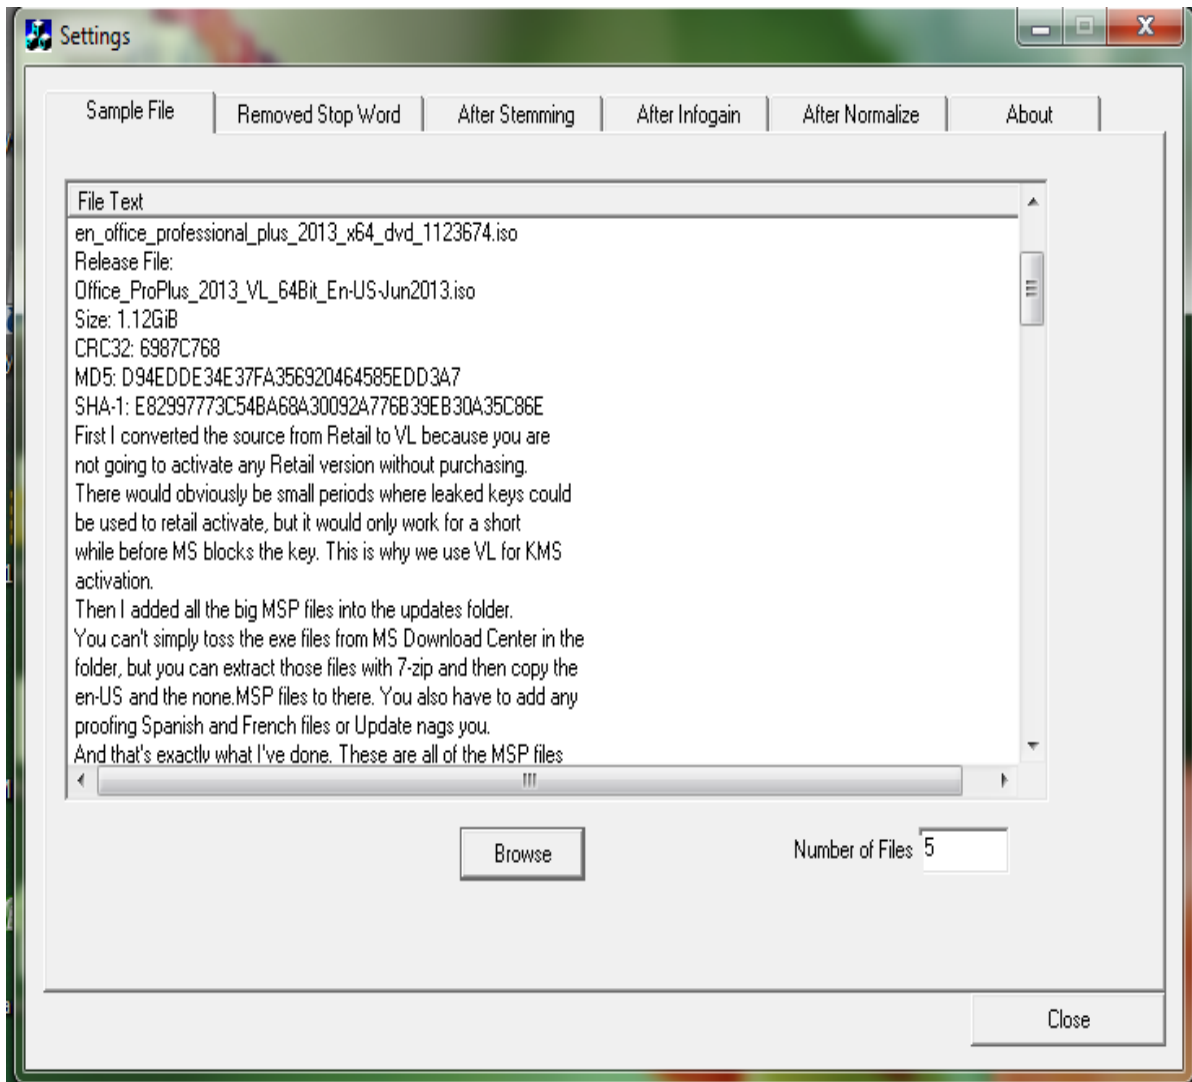 Settings
Sample File
Removed Stop Word
After Stemming
After Infogain
After Normalize
About
File Text
en_office_professional_plus_2013_x64_dvd_1123674.iso
Release File:
Office_ProPlus_2013_VL_64Bit_En-US-Jun2013.iso
Size: 1.12GiB
CRC32: 6987C768
MD5: D94EDDE34E37FA356920464585EDD3A7
SHA-1: E82997773C54BA68A30092A776B39EB30A35C86E
First I converted the source from Retail to VL because you are
not going to activate any Retail version without purchasing.
There would obviously be small periods where leaked keys could
be used to retail activate, but it would only work for a short
while before MS blocks the key. This is why we use VL for KMS
activation.
Then I added all the big MSP files into the updates folder.
You can't simply toss the exe files from MS Download Center in the
folder, but you can extract those files with 7-zip and then copy the
en-US and the none.MSP files to there. You also have to add any
proofing Spanish and French files or Update nags you.
And that's exactly what I've done. These are all of the MSP files
Browse
Number of Files 5
Close